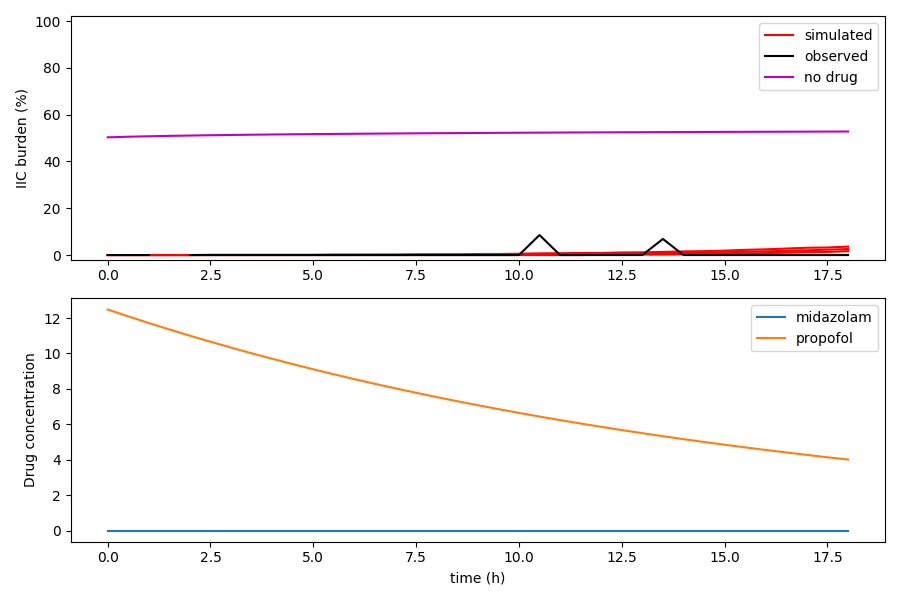 100
80
60
40
20
0
IIC burden (%)
simulated
observed
no drug
0.0 2.5 5.0 7.5 10.0 12.5 15.0 17.5
12
10
8
6
4
2
0
Drug concentration
midazolam
propofol
0.0 2.5 5.0 7.5 10.0 12.5 15.0 17.5
time (h)